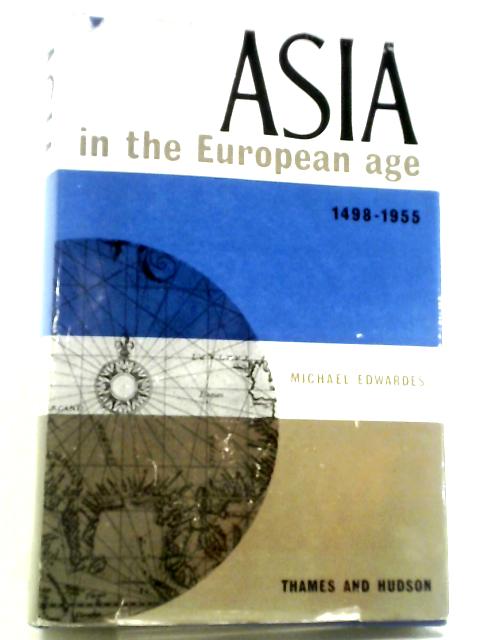 ASIA
in the European age
1498-1955
MICHAEL EDWARDES
THAMES AND HUDSON